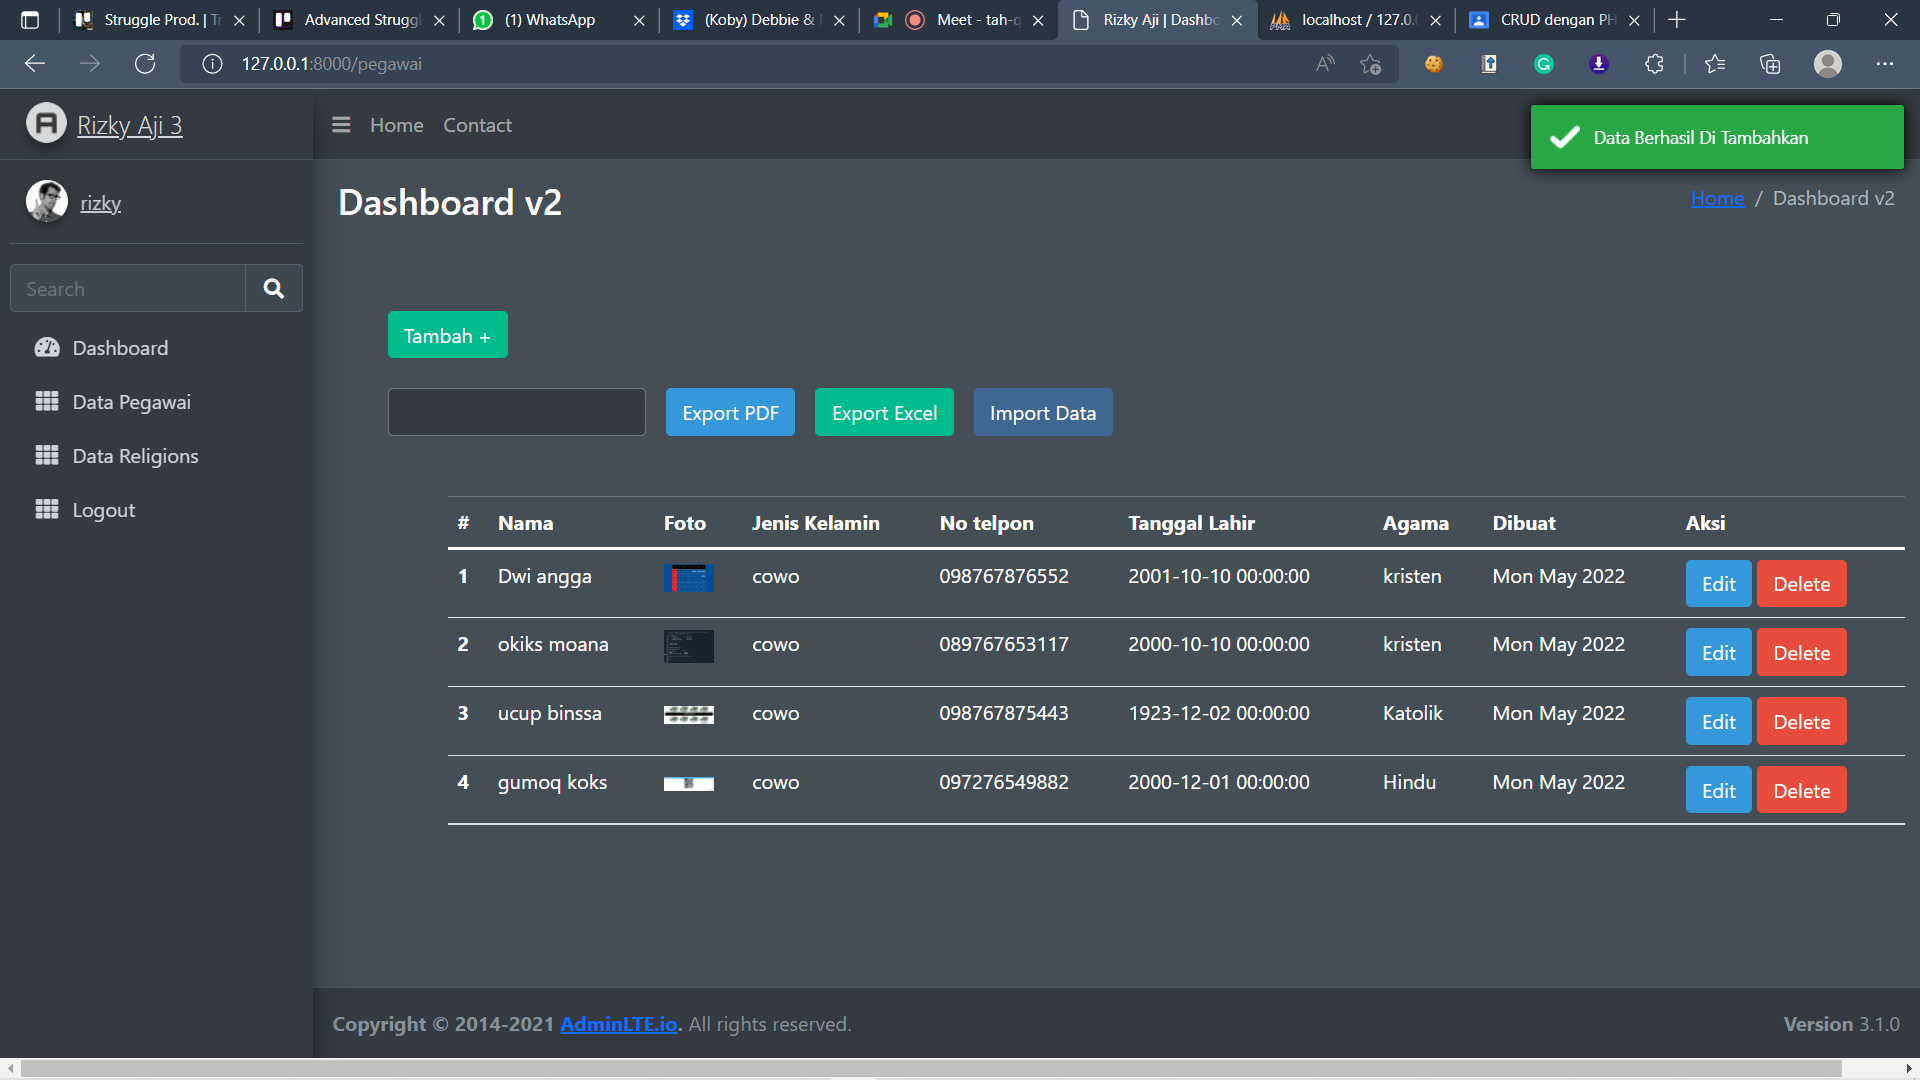 Struggle Prod. | Tr
Advanced Struggl
(1) WhatsApp
(Koby) Debbie &
Meet - tah-q
Rizky Aji | Dashbo
localhost / 127.0.0
CRUD dengan PH
127.0.0.1:8000/pegawai
Rizky Aji 3
Home Contact
Data Berhasil Di Tambahkan
rizky
Dashboard v2
Home / Dashboard v2
Search
Tambah +
Dashboard
Data Pegawai
Data Religions
Logout
Export PDF Export Excel Import Data
# Nama Foto Jenis Kelamin No telpon Tanggal Lahir Agama Dibuat Aksi
1 Dwi angga cowo 098767876552 2001-10-10 00:00:00 kristen Mon May 2022 Edit Delete
2 okiks moana cowo 089767653117 2000-10-10 00:00:00 kristen Mon May 2022 Edit Delete
3 ucup binssa cowo 098767875443 1923-12-02 00:00:00 Katolik Mon May 2022 Edit Delete
4 gumoq koks cowo 097276549882 2000-12-01 00:00:00 Hindu Mon May 2022 Edit Delete
Copyright © 2014-2021 AdminLTE.io. All rights reserved.
Version 3.1.0